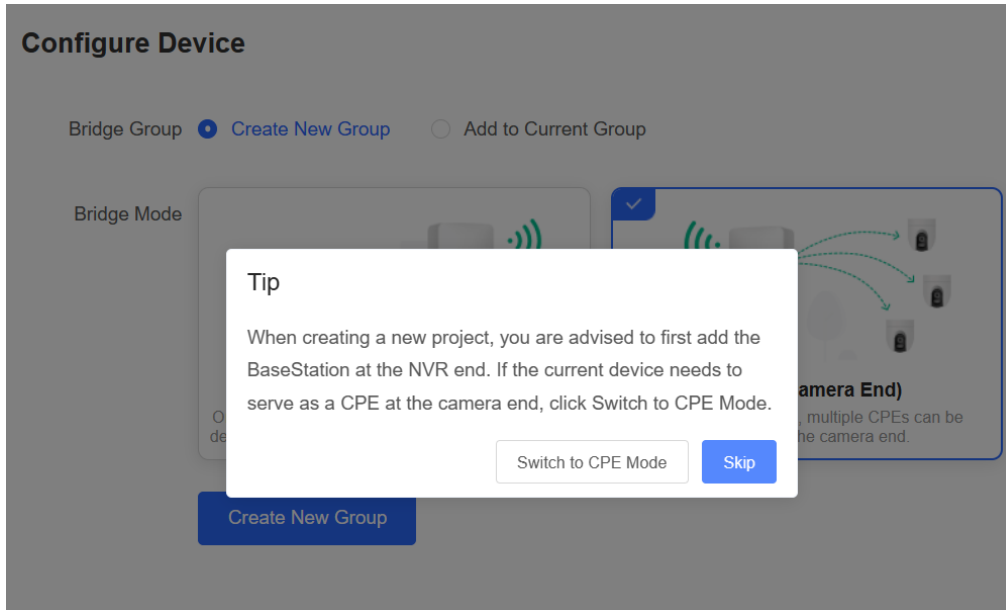 Configure Device
Bridge Group Create New Group Add to Current Group
Bridge Mode
Tip
When creating a new project, you are advised to first add the
BaseStation at the NVR end. If the current device needs to
serve as a CPE at the camera end, click Switch to CPE Mode.
Switch to CPE Mode Skip
End)
, multiple CPEs can be
camera end.
Create New Group